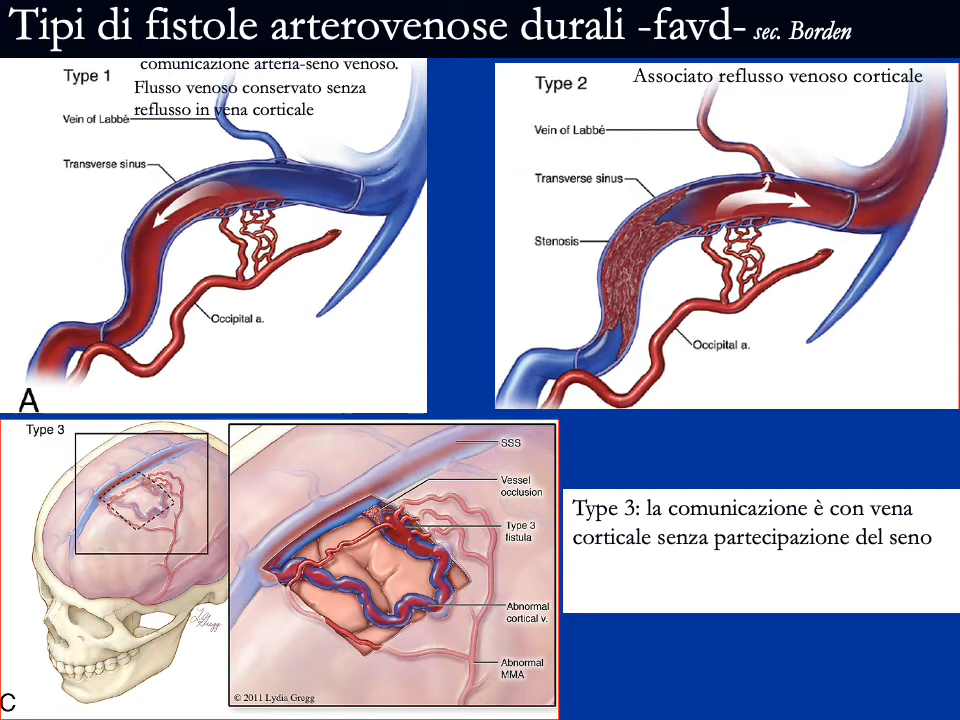 Tipi di fistole arterovenose durali -favd- sec. Borden
comunicazione arteria-seno venoso.
Type 1
Flusso venoso conservato senza
reflusso in vena corticale
Vein of Labbé
Transverse sinus
Occipital a.
A
Type 2
Associato reflusso venoso corticale
Vein of Labbé
Transverse sinus
Stenosis
Occipital a.
Type 3
SSS
Vessel
occlusion
Type 3
fistula
Abnormal
cortical v.
Abnormal
MMA
© 2011 Lydia Gregg
C
Type 3: la comunicazione è con vena
corticale senza partecipazione del seno